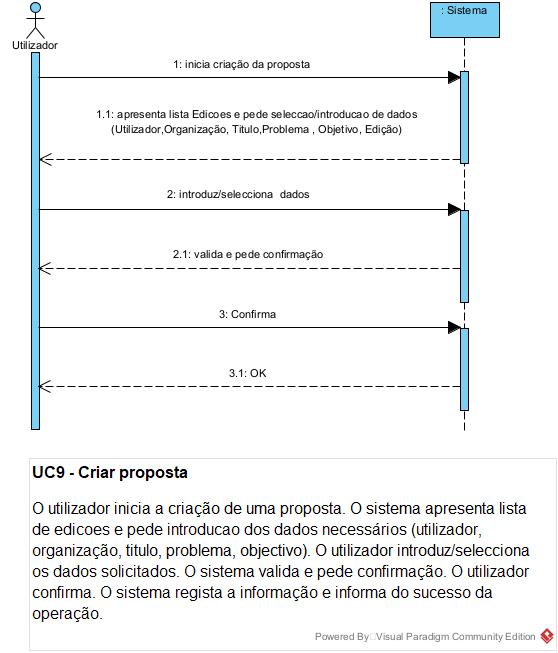 : Sistema
Utilizador
1: inicia criação da proposta
1.1: apresenta lista Edicoes e pede seleccao/introducao de dados
(Utilizador,Organização, Titulo,Problema , Objetivo, Edição)
2: introduz/selecciona dados
2.1: valida e pede confirmação
3: Confirma
3.1: OK
UC9 - Criar proposta
O utilizador inicia a criação de uma proposta. O sistema apresenta lista
de edicoes e pede introducao dos dados necessários (utilizador,
organização, titulo, problema, objectivo). O utilizador introduz/selecciona
os dados solicitados. O sistema valida e pede confirmação. O utilizador
confirma. O sistema regista a informação e informa do sucesso da
operação.
Powered By Visual Paradigm Community Edition